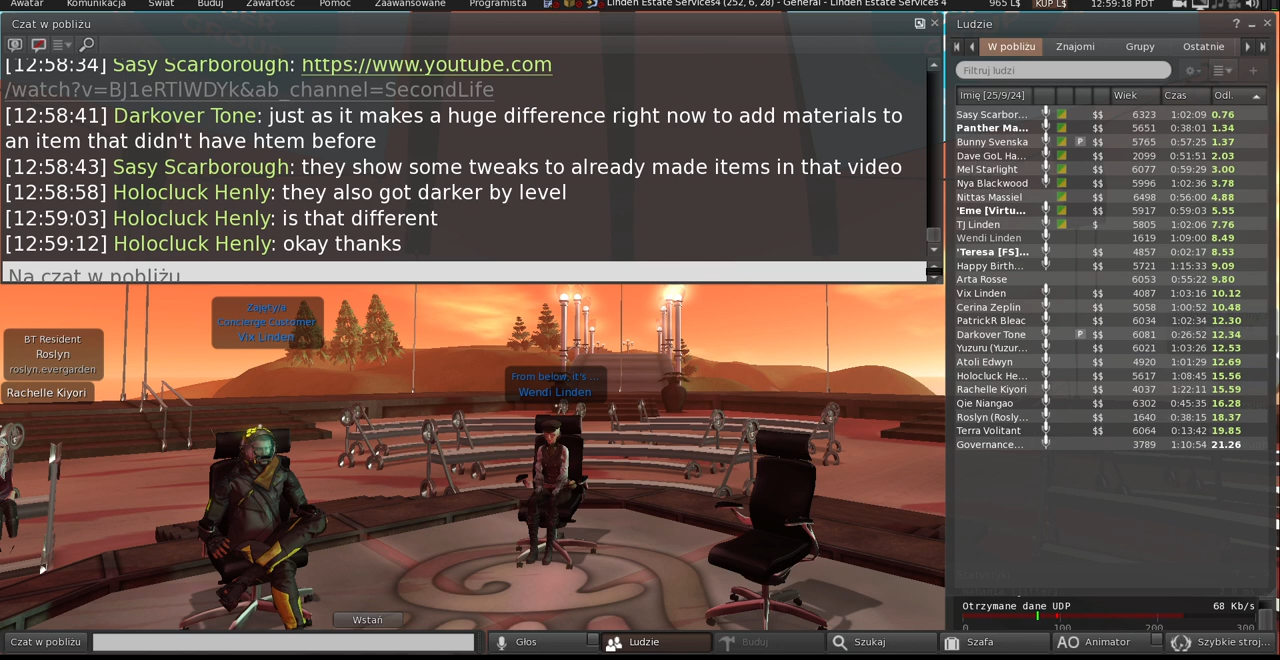 Awatar Komunikacja Świat Buduj Zawartość Pomoc Zaawansowane Programista Linden Estate Services4 (252, 6, 28) - General - Linden Estate Services 4 965 L$ KUP L$ 12:59:18 PDT
Czat w pobliżu
[12:58:34] Sasy Scarborough: https://www.youtube.com
/watch?v=BJ1eRTlWDYk&ab_channel=SecondLife
[12:58:41] Darkover Tone: just as it makes a huge difference right now to add materials to
an item that didn't have htem before
[12:58:43] Sasy Scarborough: they show some tweaks to already made items in that video
[12:58:58] Holocluck Henly: they also got darker by level
[12:59:03] Holocluck Henly: is that different
[12:59:12] Holocluck Henly: okay thanks
Na czat w pobliżu
Zajęty/a
Concierge Customer
Vix Linden
BT Resident
Roslyn
roslyn.evergarden
Rachelle Kiyori
From below, it's ...
Wendi Linden
Wstań
Ludzie
W pobliżu Znajomi Grupy Ostatnie
Filtruj ludzi
Imię [25/9/24] Wiek Czas Odl.
Sasy Scarbor... $$ 6323 1:02:09 0.76
Panther Ma... $$ 5651 0:38:01 1.34
Bunny Svenska P $$ 5765 0:57:25 1.37
Dave GoL Ha... $$ 2099 0:51:51 2.03
Mel Starlight $$ 6077 0:59:29 3.00
Nya Blackwood $$ 5996 1:02:36 3.78
Nittas Massiel $$ 6498 0:56:00 4.88
'Eme [Virtu... $$ 5917 0:59:03 5.55
TJ Linden $ 5805 1:02:06 7.76
Wendi Linden 1619 1:09:00 8.49
'Teresa [FS]... $$ 4857 0:02:17 8.53
Happy Birth... $$ 5721 1:15:33 9.09
Arta Rosse 6053 0:55:22 9.80
Vix Linden $$ 4087 1:03:16 10.12
Cerina Zeplin $$ 5058 1:00:52 10.48
PatrickR Bleac $$ 6034 1:02:34 12.30
Darkover Tone P $$ 6081 0:26:52 12.34
Yuzuru (Yuzur... $$ 6021 1:03:26 12.53
Atoli Edwyn $$ 4920 1:01:29 12.69
Holocluck He... $$ 5617 1:08:45 15.56
Rachelle Kiyori $$ 4037 1:22:11 15.59
Qie Niangao $$ 6302 0:45:35 16.28
Roslyn (Rosly... $$ 1640 0:38:15 18.37
Terra Volitant $$ 6064 0:13:42 19.85
Governance... 3789 1:10:54 21.26
Otrzymane dane UDP 68 Kb/s
0 100 200 300
Czat w pobliżu Głos Ludzie Buduj Szukaj Szafa AO Animator Szybkie stroj...